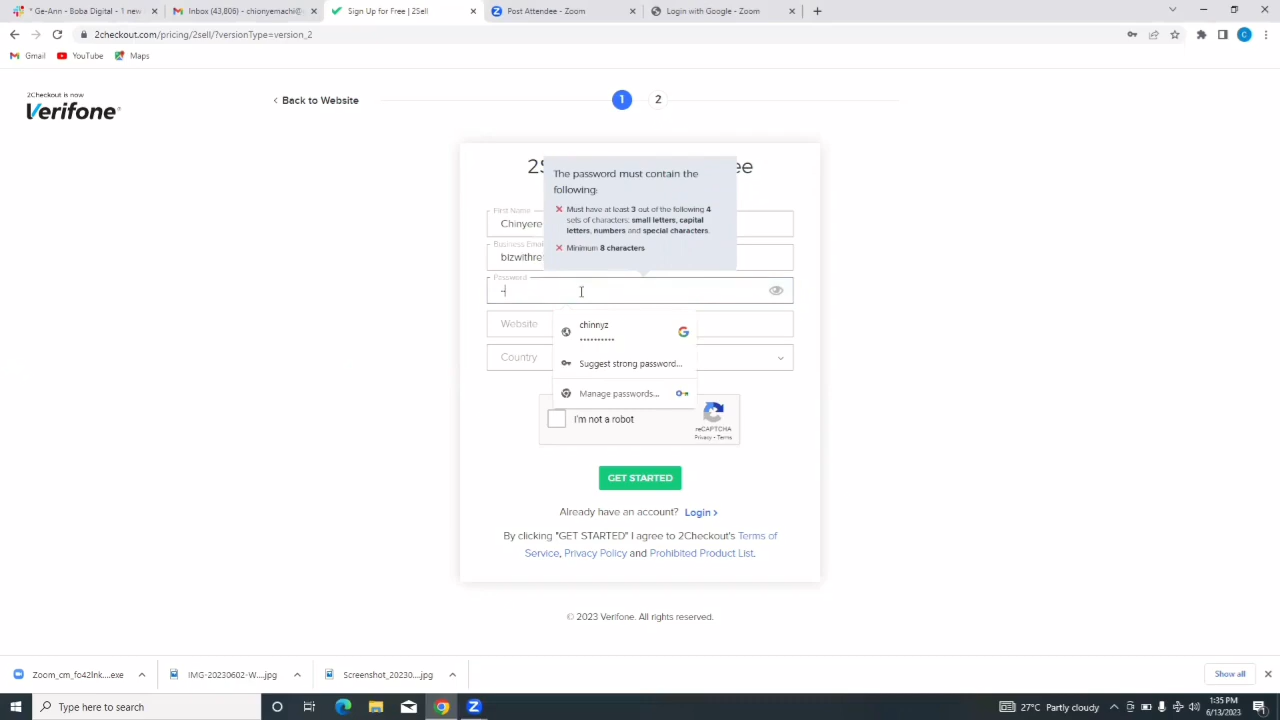 * Ge-Ann - Boba Digital - 1 new
Inbox (43,806) - chionyemachi@
Sign Up for Free | 2Sell
Post Attendee - Zoom
Login with Google - Zoom
2checkout.com/pricing/2sell/?versionType=version_2
C
Gmail
YouTube
Maps
2Checkout is now
Verifone
Back to Website
1
2
The password must contain the
following:
Must have at least 3 out of the following 4
sets of characters: small letters, capital
letters, numbers and special characters.
Minimum 8 characters
First Name
Chinyere
Business Email
bizwithre
Password
Website
chinnyz
••••••••••
Suggest strong password...
Country
Manage passwords...
I'm not a robot
reCAPTCHA
Privacy - Terms
GET STARTED
Already have an account? Login >
By clicking "GET STARTED" I agree to 2Checkout's Terms of
Service, Privacy Policy and Prohibited Product List.
© 2023 Verifone. All rights reserved.
Zoom_cm_fo42lnk....exe
IMG-20230602-W....jpg
Screenshot_20230....jpg
Show all
Type here to search
27°C Partly cloudy
1:35 PM
6/13/2023